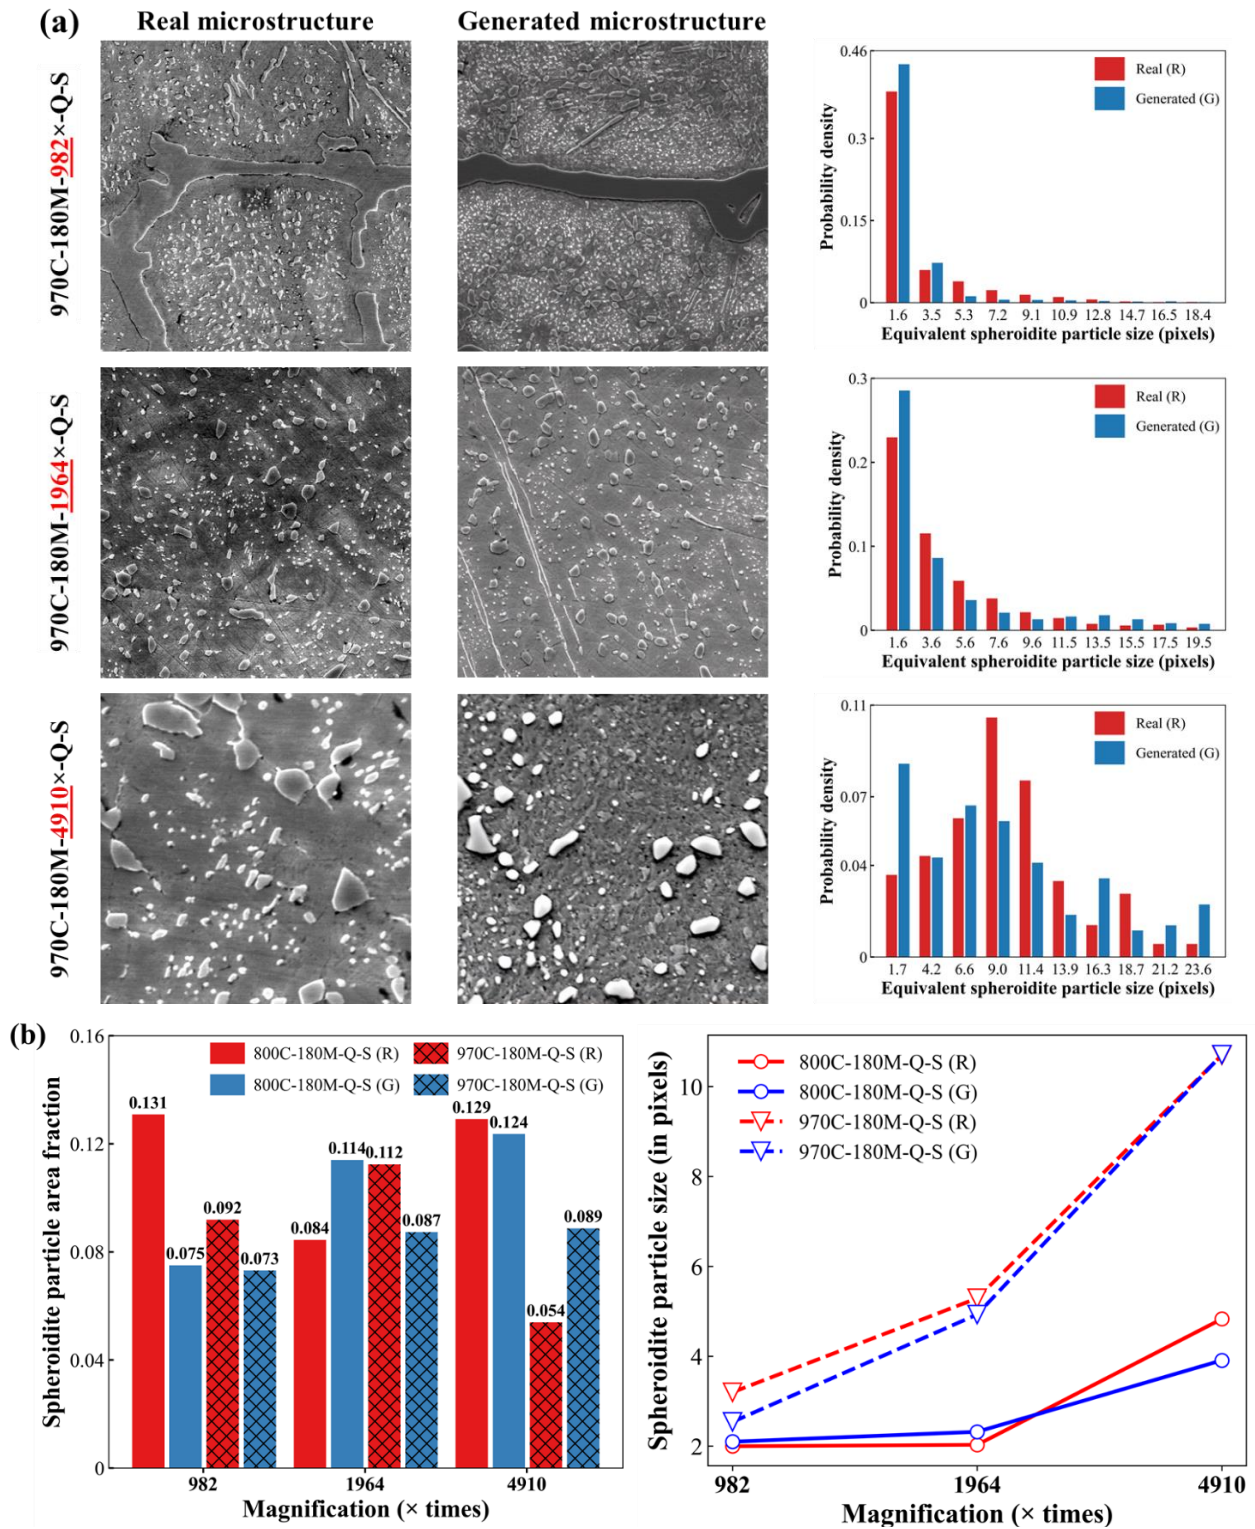 (a)
Real microstructure
Generated microstructure
970C-180M-982×-Q-S
Probability density
0.46
0.3
0.15
0
Real (R)
Generated (G)
1.6 3.5 5.3 7.2 9.1 10.9 12.8 14.7 16.5 18.4
Equivalent spheroidite particle size (pixels)
970C-180M-1964×-Q-S
Probability density
0.3
0.2
0.1
0
Real (R)
Generated (G)
1.6 3.6 5.6 7.6 9.6 11.5 13.5 15.5 17.5 19.5
Equivalent spheroidite particle size (pixels)
970C-180M-4910×-Q-S
Probability density
0.11
0.07
0.04
0
Real (R)
Generated (G)
1.7 4.2 6.6 9.0 11.4 13.9 16.3 18.7 21.2 23.6
Equivalent spheroidite particle size (pixels)
(b)
Spheroidite particle area fraction
0.16
0.12
0.08
0.04
0
800C-180M-Q-S (R)
970C-180M-Q-S (R)
800C-180M-Q-S (G)
970C-180M-Q-S (G)
0.131
0.075
0.092
0.073
0.084
0.114
0.112
0.087
0.129
0.124
0.054
0.089
982 1964 4910
Magnification (× times)
Spheroidite particle size (in pixels)
10
8
6
4
2
800C-180M-Q-S (R)
800C-180M-Q-S (G)
970C-180M-Q-S (R)
970C-180M-Q-S (G)
982 1964 4910
Magnification (× times)